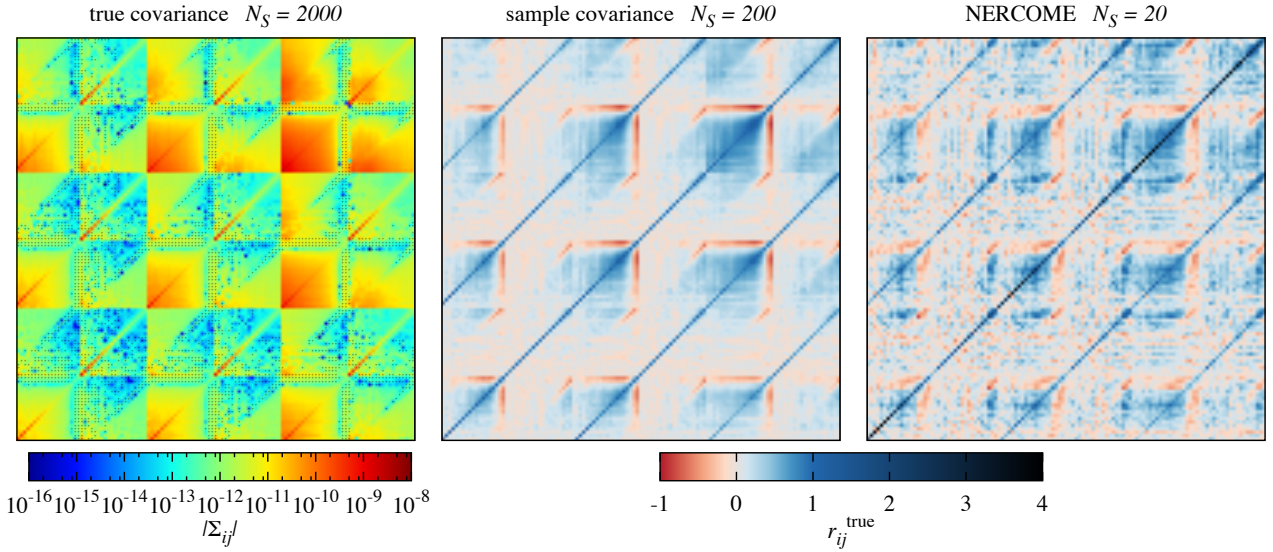 true covariance N_S = 2000
sample covariance N_S = 200
NERCOME N_S = 20
10^-16 10^-15 10^-14 10^-13 10^-12 10^-11 10^-10 10^-9 10^-8
|Σ_ij|
-1 0 1 2 3 4
r_ij^true